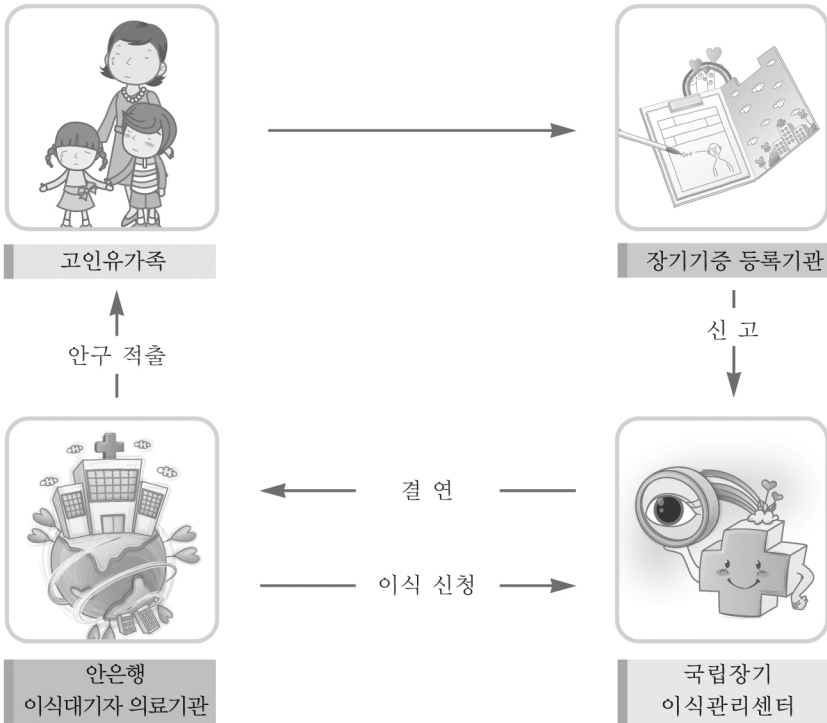 고인유가족
장기기증 등록기관
안구 적출
신 고
결 연
이식 신청
안은행
이식대기자 의료기관
국립장기
이식관리센터